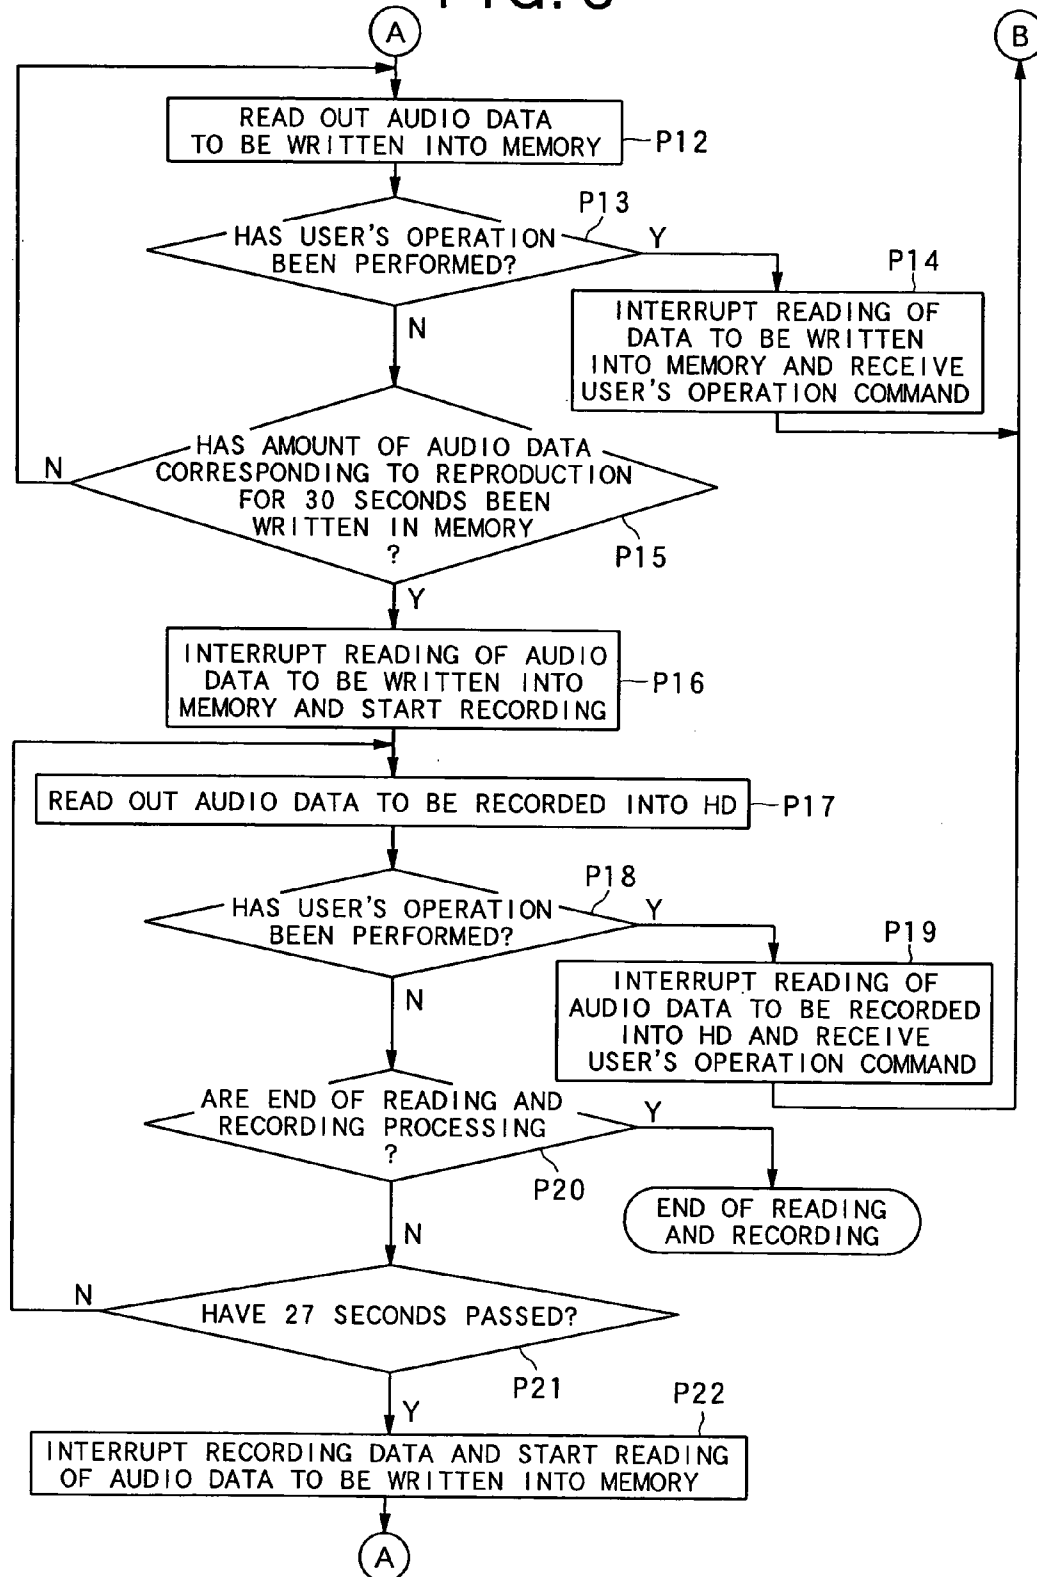 A
B
READ OUT AUDIO DATA
TO BE WRITTEN INTO MEMORY
P12
P13
HAS USER'S OPERATION
BEEN PERFORMED?
Y
N
P14
INTERRUPT READING OF
DATA TO BE WRITTEN
INTO MEMORY AND RECEIVE
USER'S OPERATION COMMAND
HAS AMOUNT OF AUDIO DATA
CORRESPONDING TO REPRODUCTION
FOR 30 SECONDS BEEN
WRITTEN IN MEMORY
?
N
P15
Y
INTERRUPT READING OF AUDIO
DATA TO BE WRITTEN INTO
MEMORY AND START RECORDING
P16
READ OUT AUDIO DATA TO BE RECORDED INTO HD
P17
P18
HAS USER'S OPERATION
BEEN PERFORMED?
Y
N
P19
INTERRUPT READING OF
AUDIO DATA TO BE RECORDED
INTO HD AND RECEIVE
USER'S OPERATION COMMAND
ARE END OF READING AND
RECORDING PROCESSING
?
Y
P20
N
END OF READING
AND RECORDING
HAVE 27 SECONDS PASSED?
N
P21
Y
P22
INTERRUPT RECORDING DATA AND START READING
OF AUDIO DATA TO BE WRITTEN INTO MEMORY
A